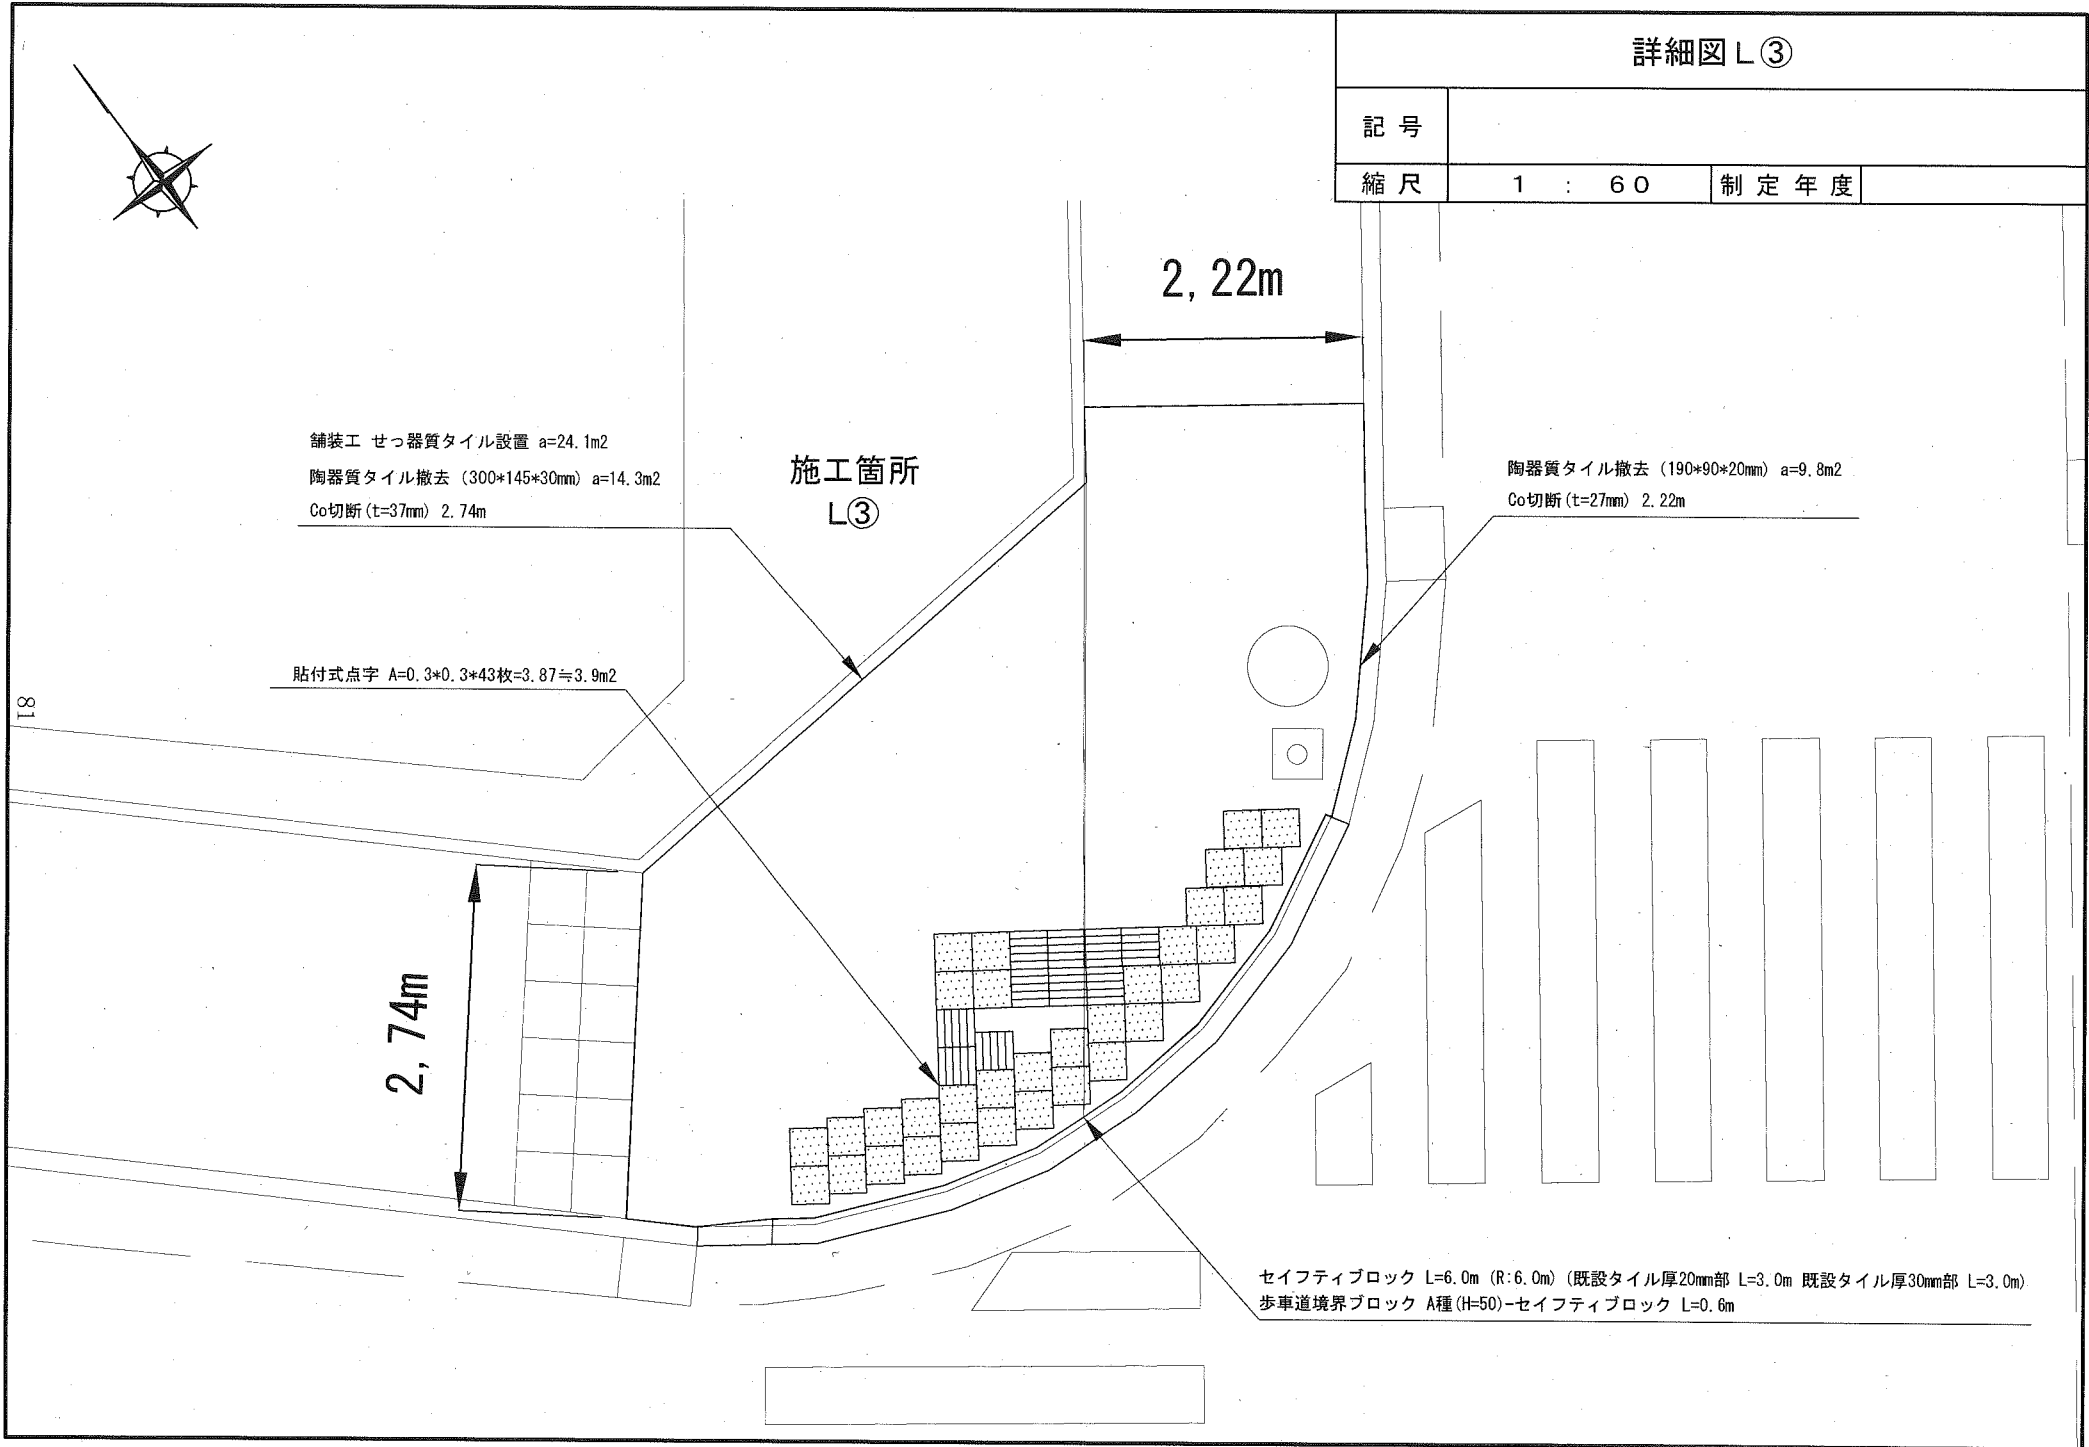 詳細図L③
記号
縮尺 1 : 60 制定年度
2,22m
舗装工 せっ器質タイル設置 a=24.1m2
陶器質タイル撤去 (300*145*30mm) a=14.3m2
Co切断(t=37mm) 2.74m
施工箇所
L③
陶器質タイル撤去 (190*90*20mm) a=9.8m2
Co切断(t=27mm) 2.22m
貼付式点字 A=0.3*0.3*43枚=3.87≒3.9m2
81
2,74m
セイフティブロック L=6.0m (R:6.0m) (既設タイル厚20mm部 L=3.0m 既設タイル厚30mm部 L=3.0m)
歩車道境界ブロック A種(H=50)-セイフティブロック L=0.6m